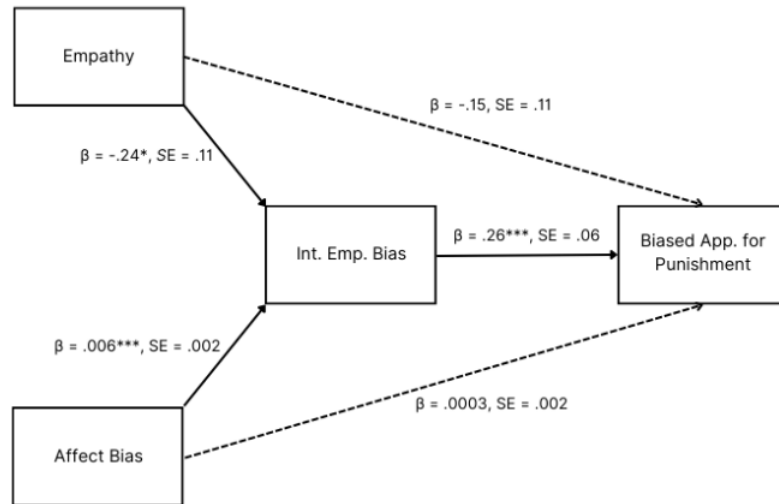 Empathy
β = -.15, SE = .11
β = -.24*, SE = .11
Int. Emp. Bias
β = .26***, SE = .06
Biased App. for
Punishment
β = .006***, SE = .002
β = .0003, SE = .002
Affect Bias